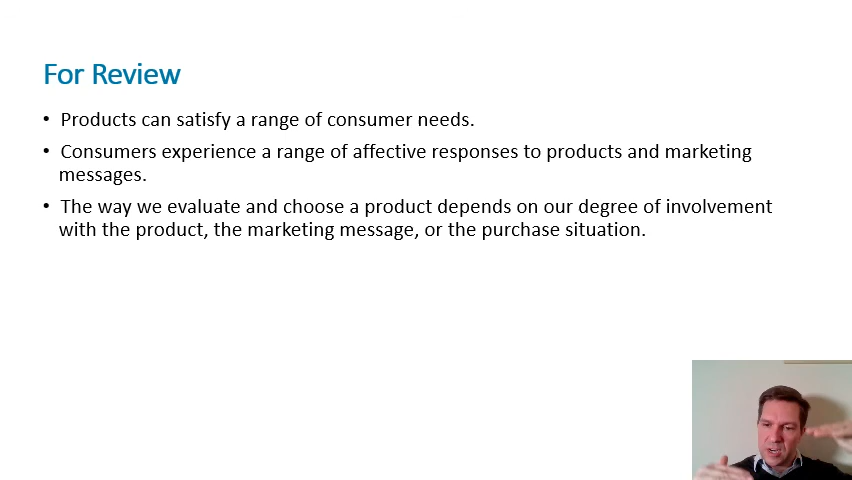 For Review
• Products can satisfy a range of consumer needs.
• Consumers experience a range of affective responses to products and marketing
messages.
• The way we evaluate and choose a product depends on our degree of involvement
with the product, the marketing message, or the purchase situation.